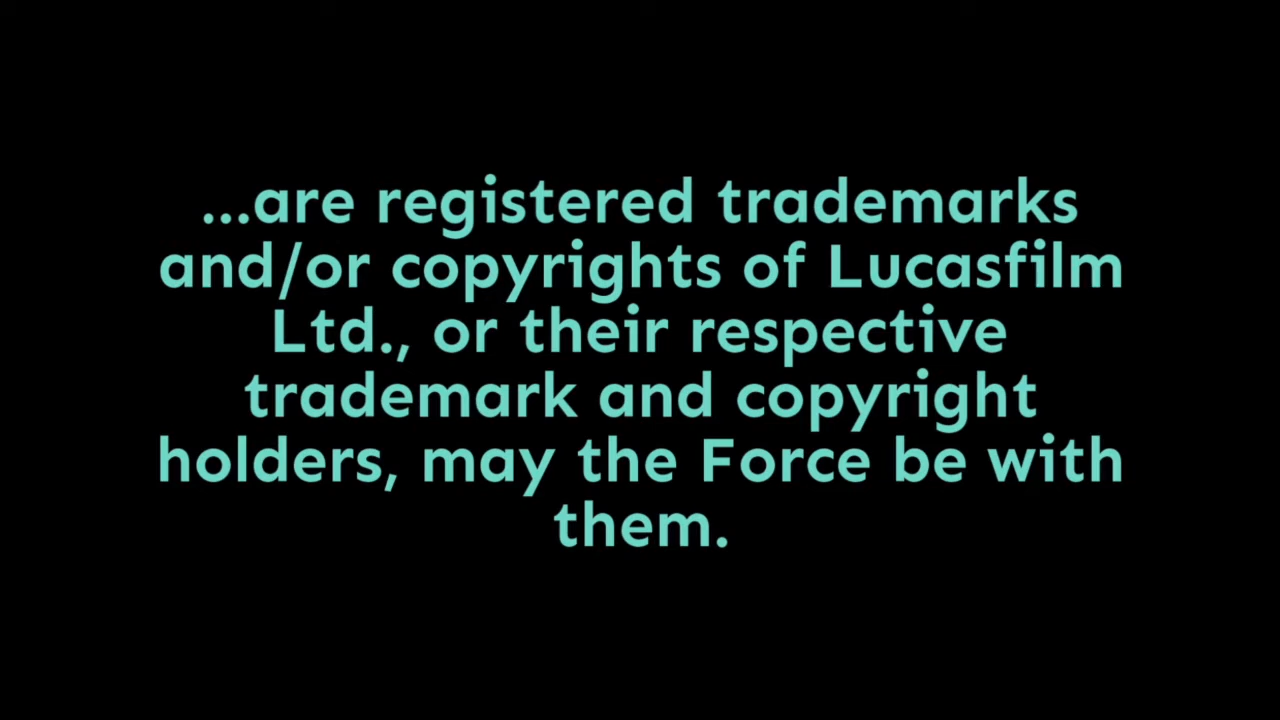 ...are registered trademarks
and/or copyrights of Lucasfilm
Ltd., or their respective
trademark and copyright
holders, may the Force be with
them.